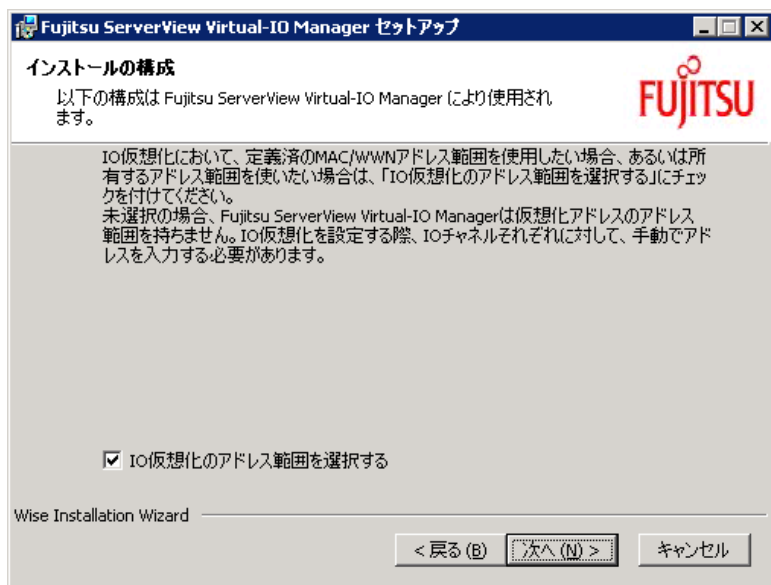 Fujitsu ServerView Virtual-IO Manager セットアップ
インストールの構成
以下の構成は Fujitsu ServerView Virtual-IO Manager により使用され
ます。
FUJITSU
IO仮想化において、定義済のMAC/WWNアドレス範囲を使用したい場合、あるいは所
有するアドレス範囲を使いたい場合は、「IO仮想化のアドレス範囲を選択する」にチェッ
クを付けてください。
未選択の場合、Fujitsu ServerView Virtual-IO Managerは仮想化アドレスのアドレス
範囲を持ちません。IO仮想化を設定する際、IOチャネルそれぞれに対して、手動でアド
レスを入力する必要があります。
IO仮想化のアドレス範囲を選択する
Wise Installation Wizard
< 戻る (B) 次へ (N) > キャンセル